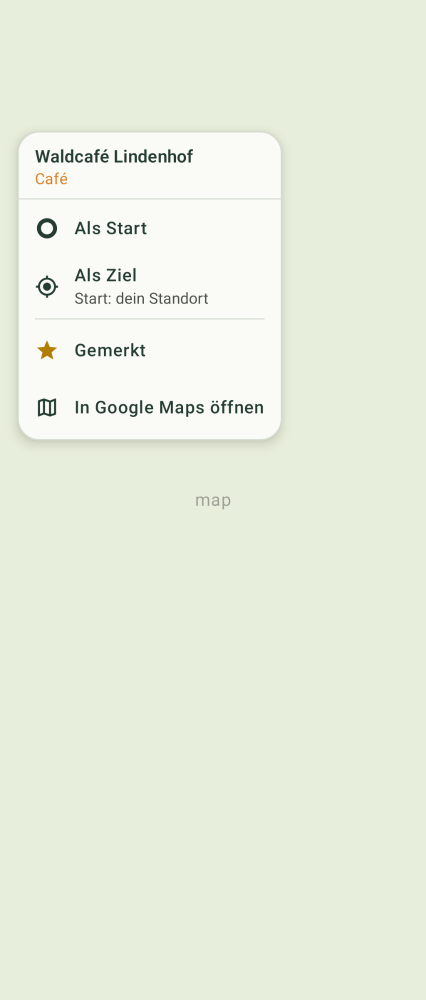 Waldcafé Lindenhof
Café
Als Start
Als Ziel
Start: dein Standort
Gemerkt
In Google Maps öffnen
map